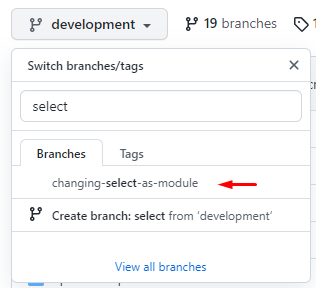 development 19 branches 1
Switch branches/tags
select
Branches Tags
changing-select-as-module
Create branch: select from 'development'
View all branches